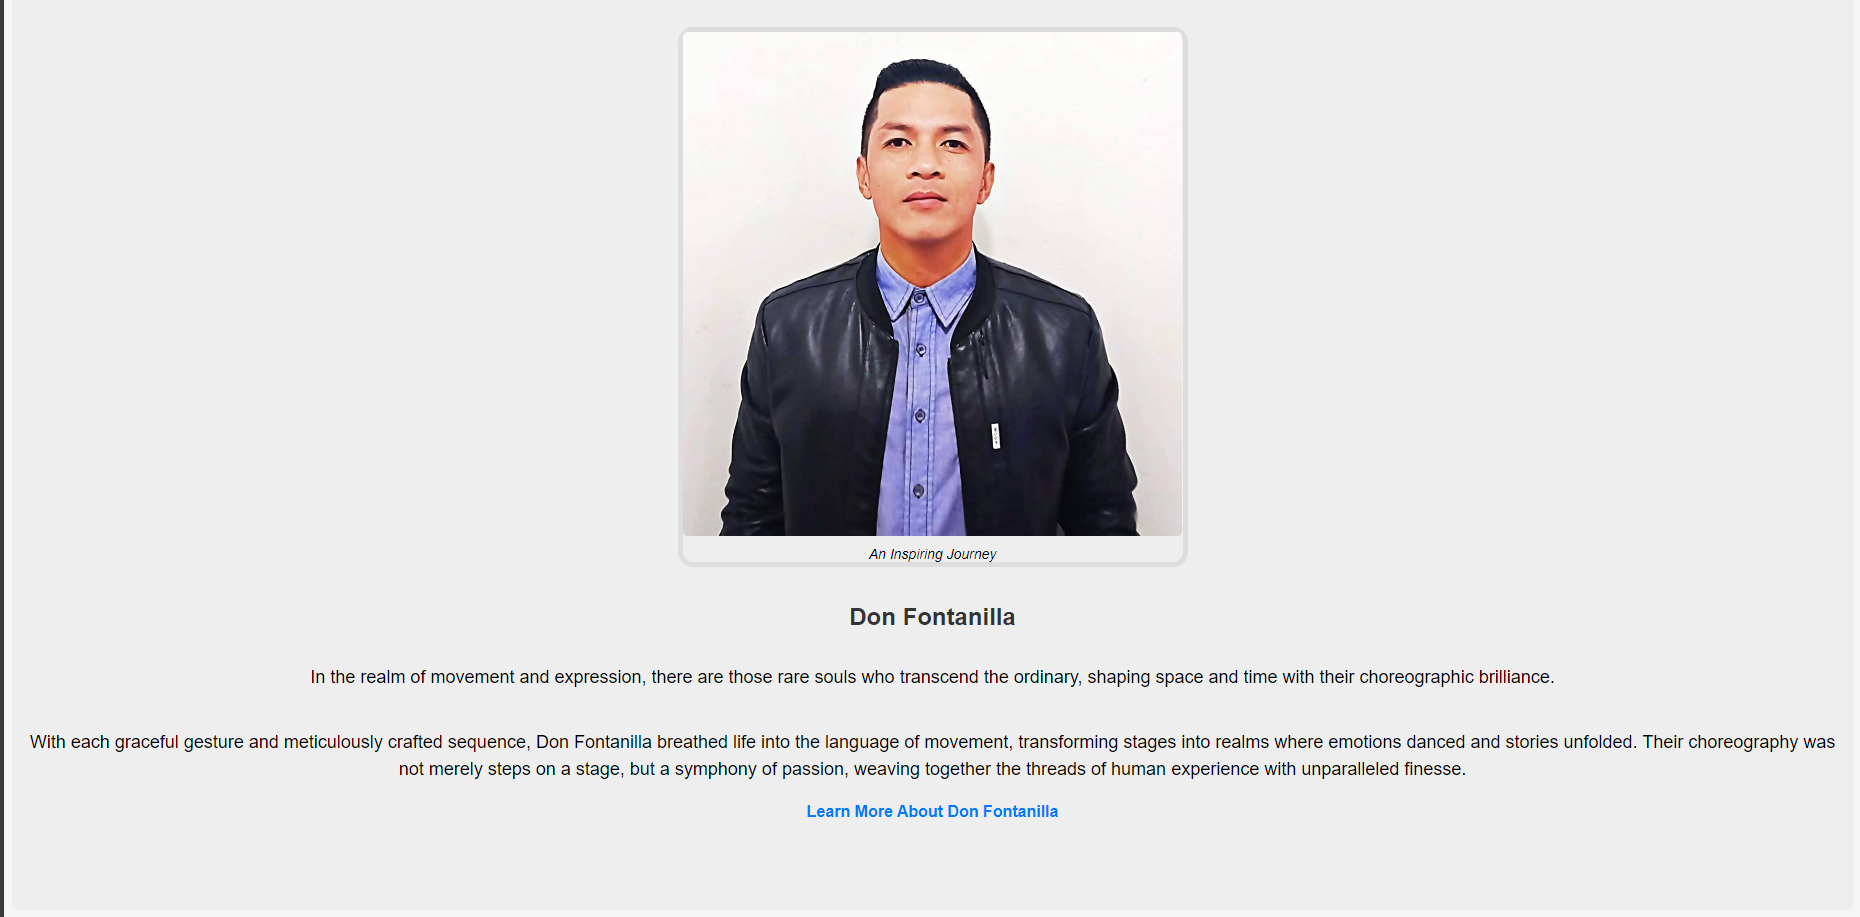 An Inspiring Journey
Don Fontanilla
In the realm of movement and expression, there are those rare souls who transcend the ordinary, shaping space and time with their choreographic brilliance.
With each graceful gesture and meticulously crafted sequence, Don Fontanilla breathed life into the language of movement, transforming stages into realms where emotions danced and stories unfolded. Their choreography was
not merely steps on a stage, but a symphony of passion, weaving together the threads of human experience with unparalleled finesse.
Learn More About Don Fontanilla